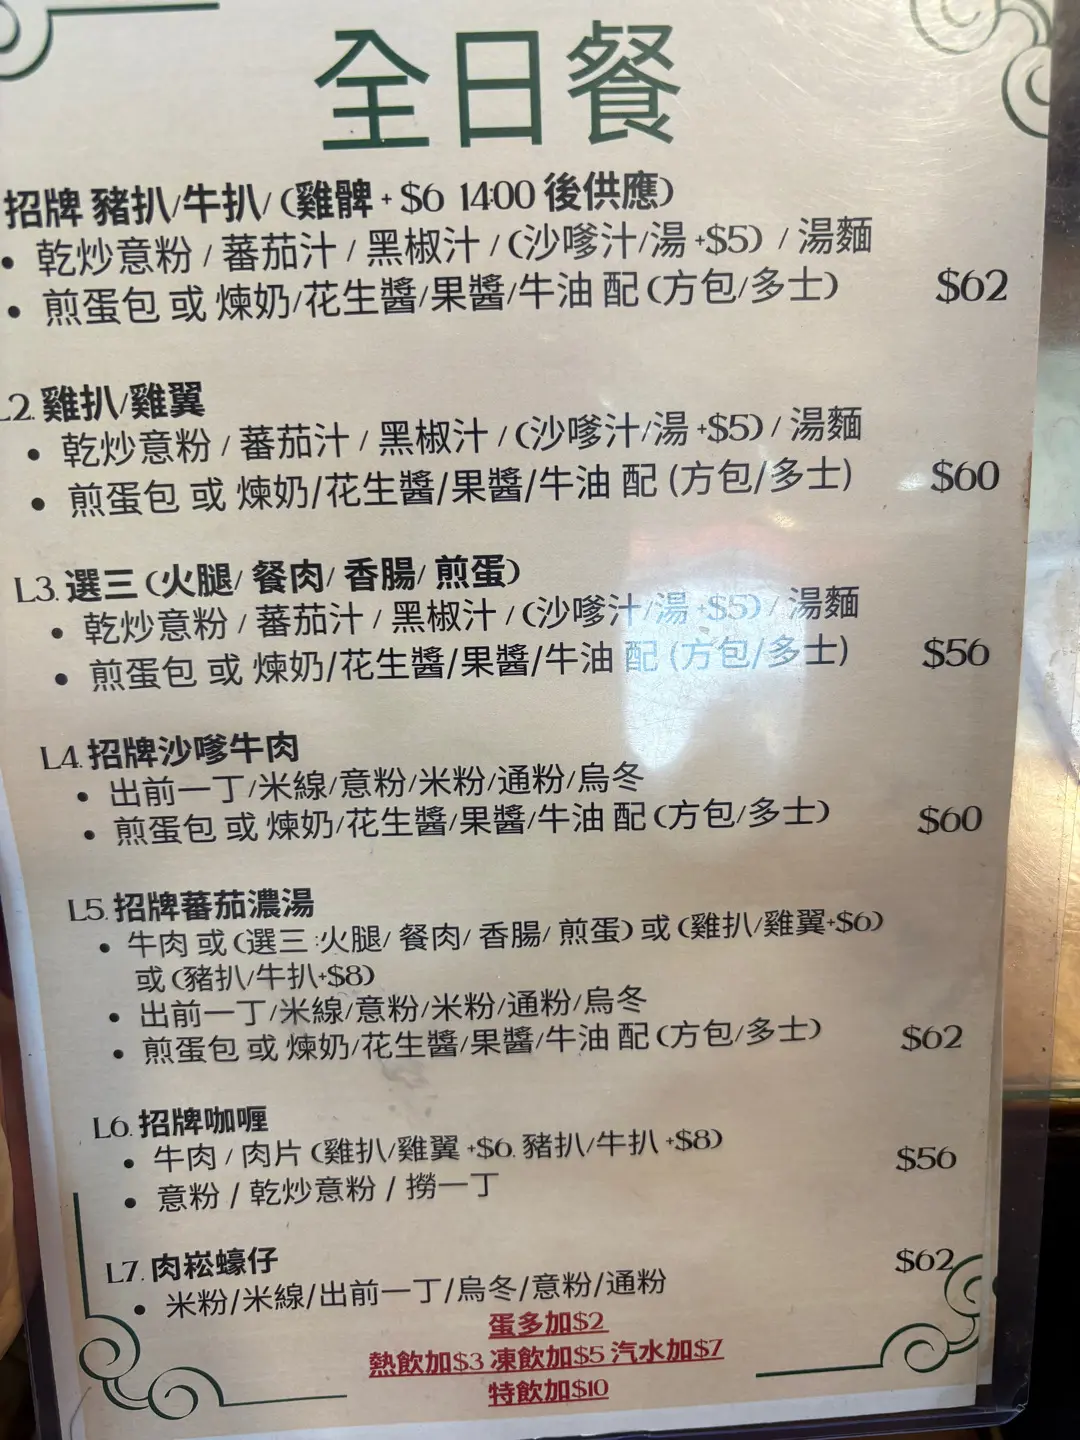 全日餐
招牌 豬扒/牛扒/ (雞髀 + $6 14:00 後供應)
• 乾炒意粉 / 蕃茄汁 / 黑椒汁 / (沙嗲汁/湯 +$5) / 湯麵
• 煎蛋包 或 煉奶/花生醬/果醬/牛油 配 (方包/多士) $62
L2. 雞扒/雞翼
• 乾炒意粉 / 蕃茄汁 / 黑椒汁 / (沙嗲汁/湯 +$5) / 湯麵
• 煎蛋包 或 煉奶/花生醬/果醬/牛油 配 (方包/多士) $60
L3. 選三 (火腿/ 餐肉/ 香腸/ 煎蛋)
• 乾炒意粉 / 蕃茄汁 / 黑椒汁 / (沙嗲汁/湯 +$5) / 湯麵
• 煎蛋包 或 煉奶/花生醬/果醬/牛油 配 (方包/多士) $56
L4. 招牌沙嗲牛肉
• 出前一丁/米線/意粉/米粉/通粉/烏冬
• 煎蛋包 或 煉奶/花生醬/果醬/牛油 配 (方包/多士) $60
L5. 招牌蕃茄濃湯
• 牛肉 或 (選三 :火腿/ 餐肉/ 香腸/ 煎蛋) 或 (雞扒/雞翼+$6)
或 (豬扒/牛扒+$8)
• 出前一丁/米線/意粉/米粉/通粉/烏冬
• 煎蛋包 或 煉奶/花生醬/果醬/牛油 配 (方包/多士) $62
L6. 招牌咖喱
• 牛肉 / 肉片 (雞扒/雞翼 +$6. 豬扒/牛扒 +$8) $56
• 意粉 / 乾炒意粉 / 撈一丁
L7. 肉崧蠔仔 $62
• 米粉/米線/出前一丁/烏冬/意粉/通粉
蛋多加$2
熱飲加$3 凍飲加$5 汽水加$7
特飲加$10